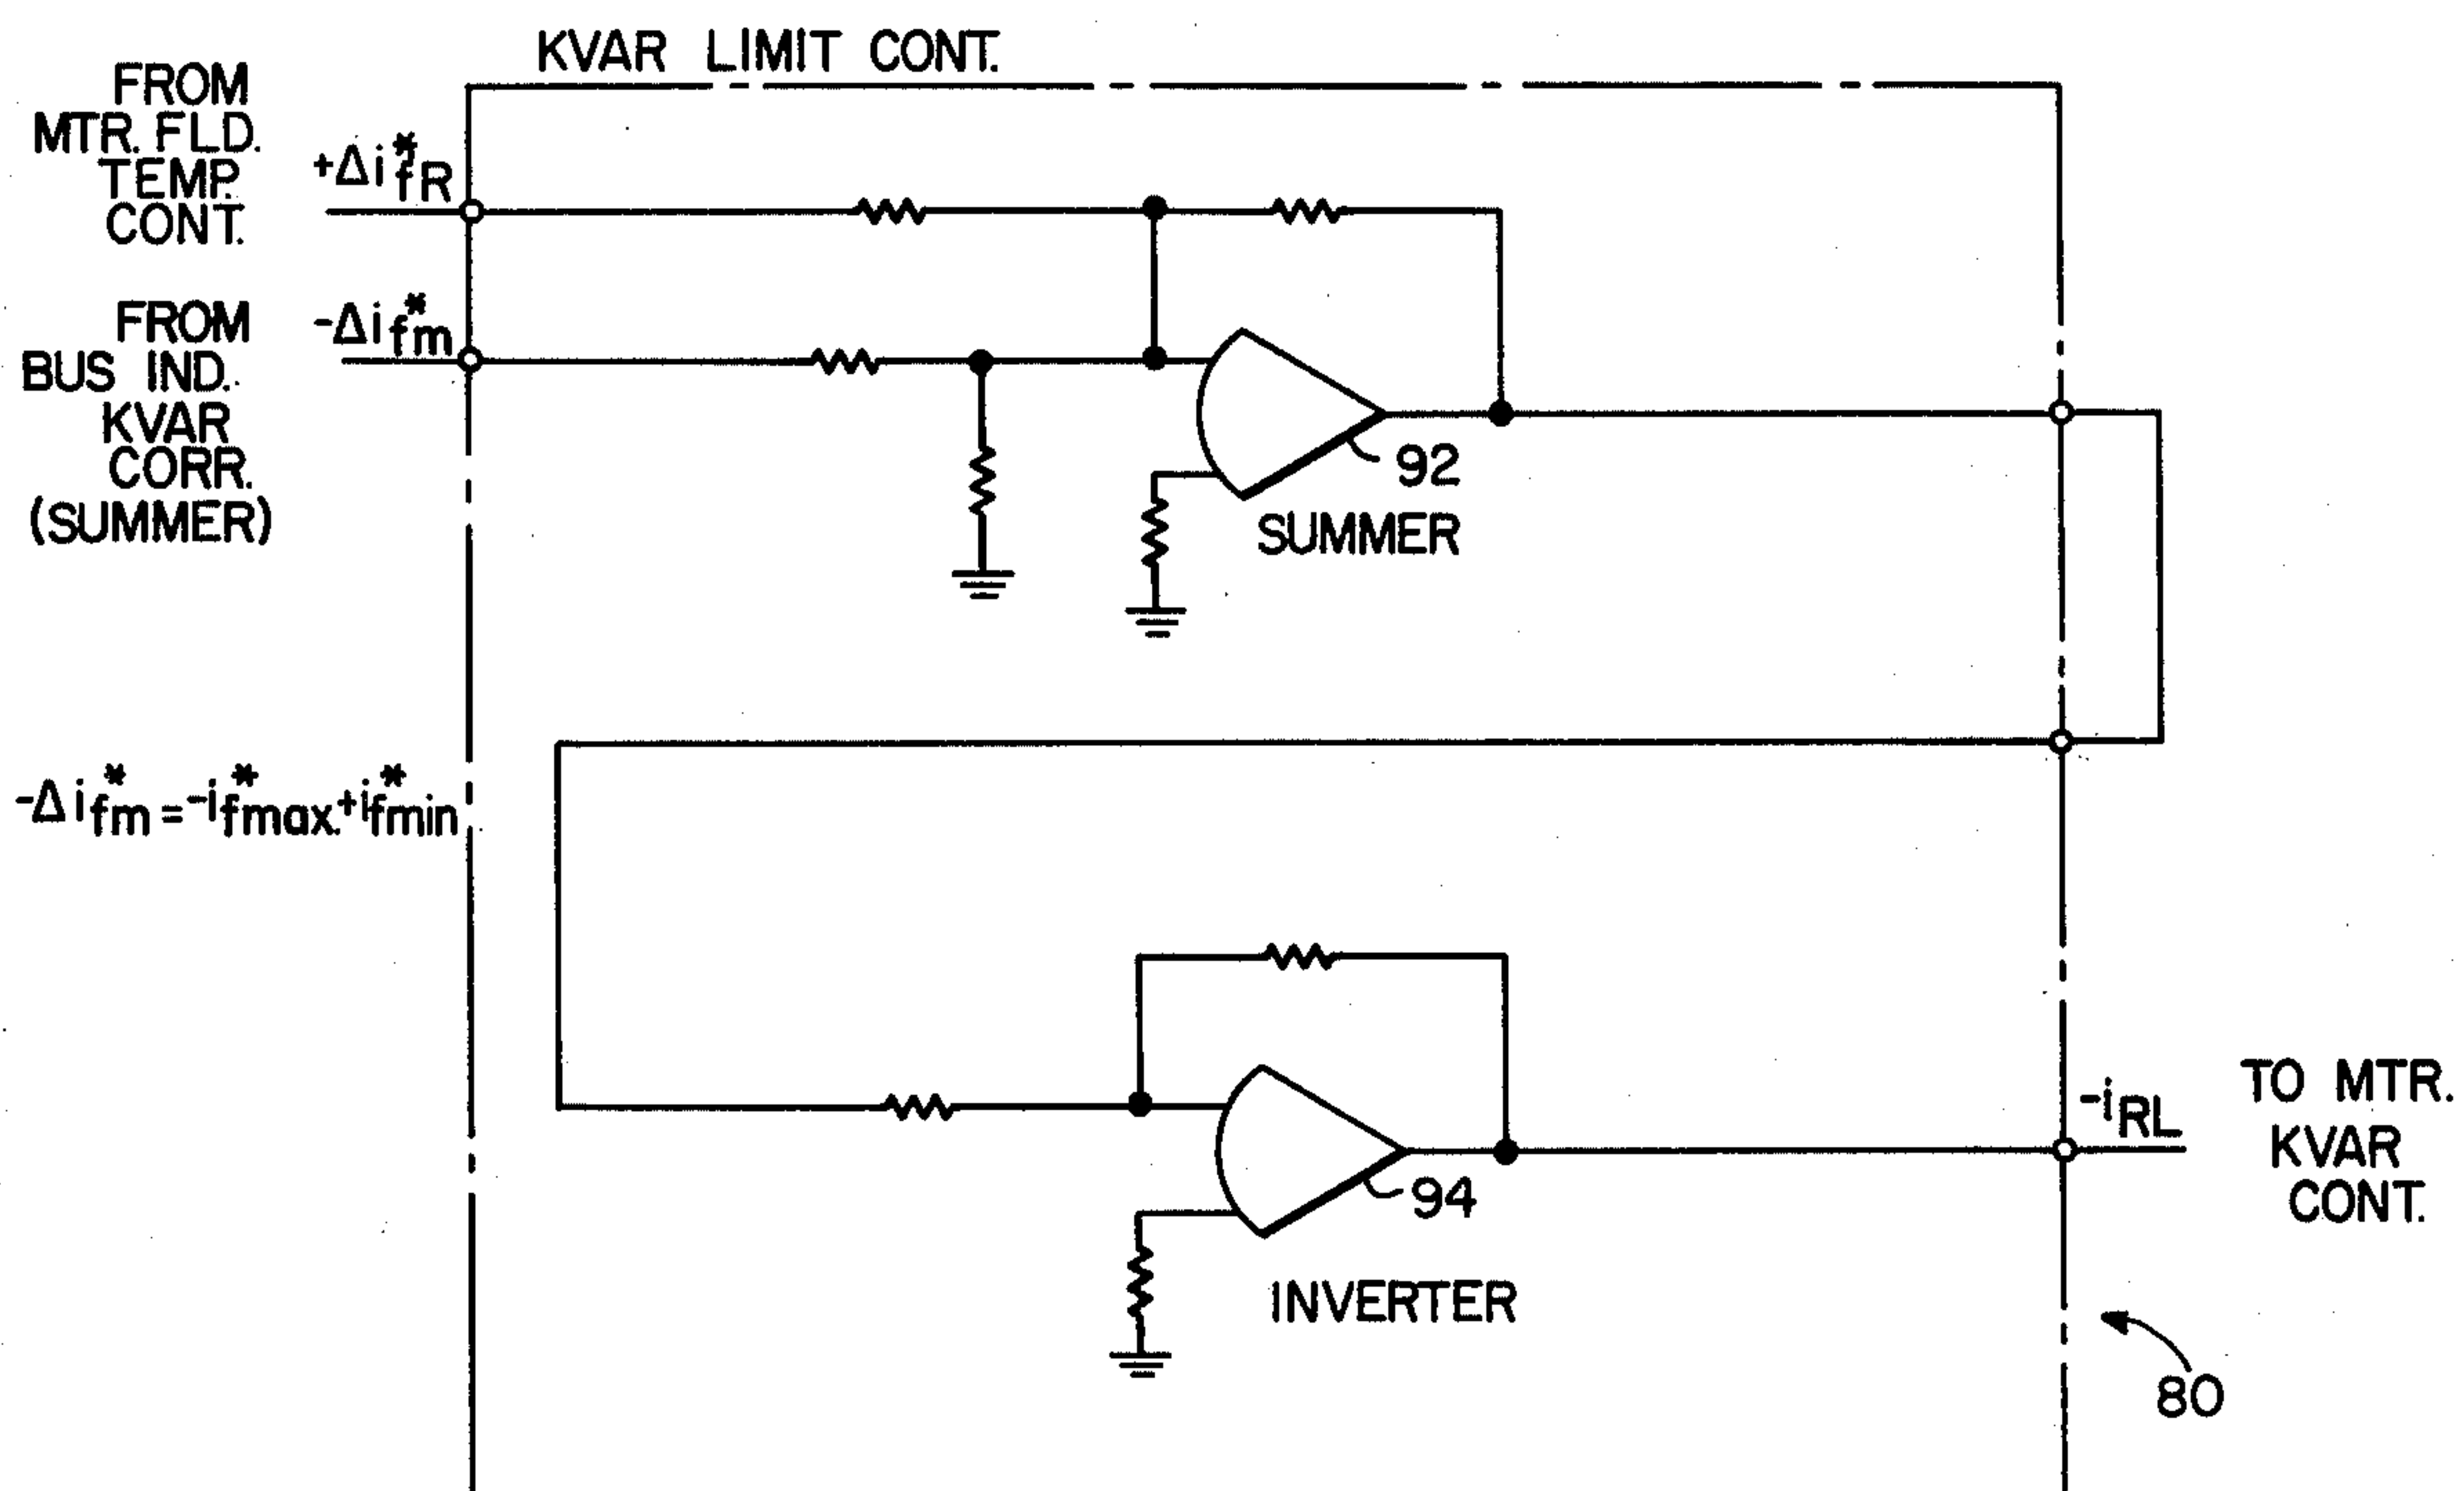 KVAR LIMIT CONT.
FROM
MTR. FLD.
TEMP.
CONT.
+Δi*fR
FROM
BUS IND.
KVAR
CORR.
(SUMMER)
-Δi*fm
92
SUMMER
-Δi*fm = -i*fmax. +i*fmin
94
INVERTER
-iRL
TO MTR.
KVAR
CONT.
80